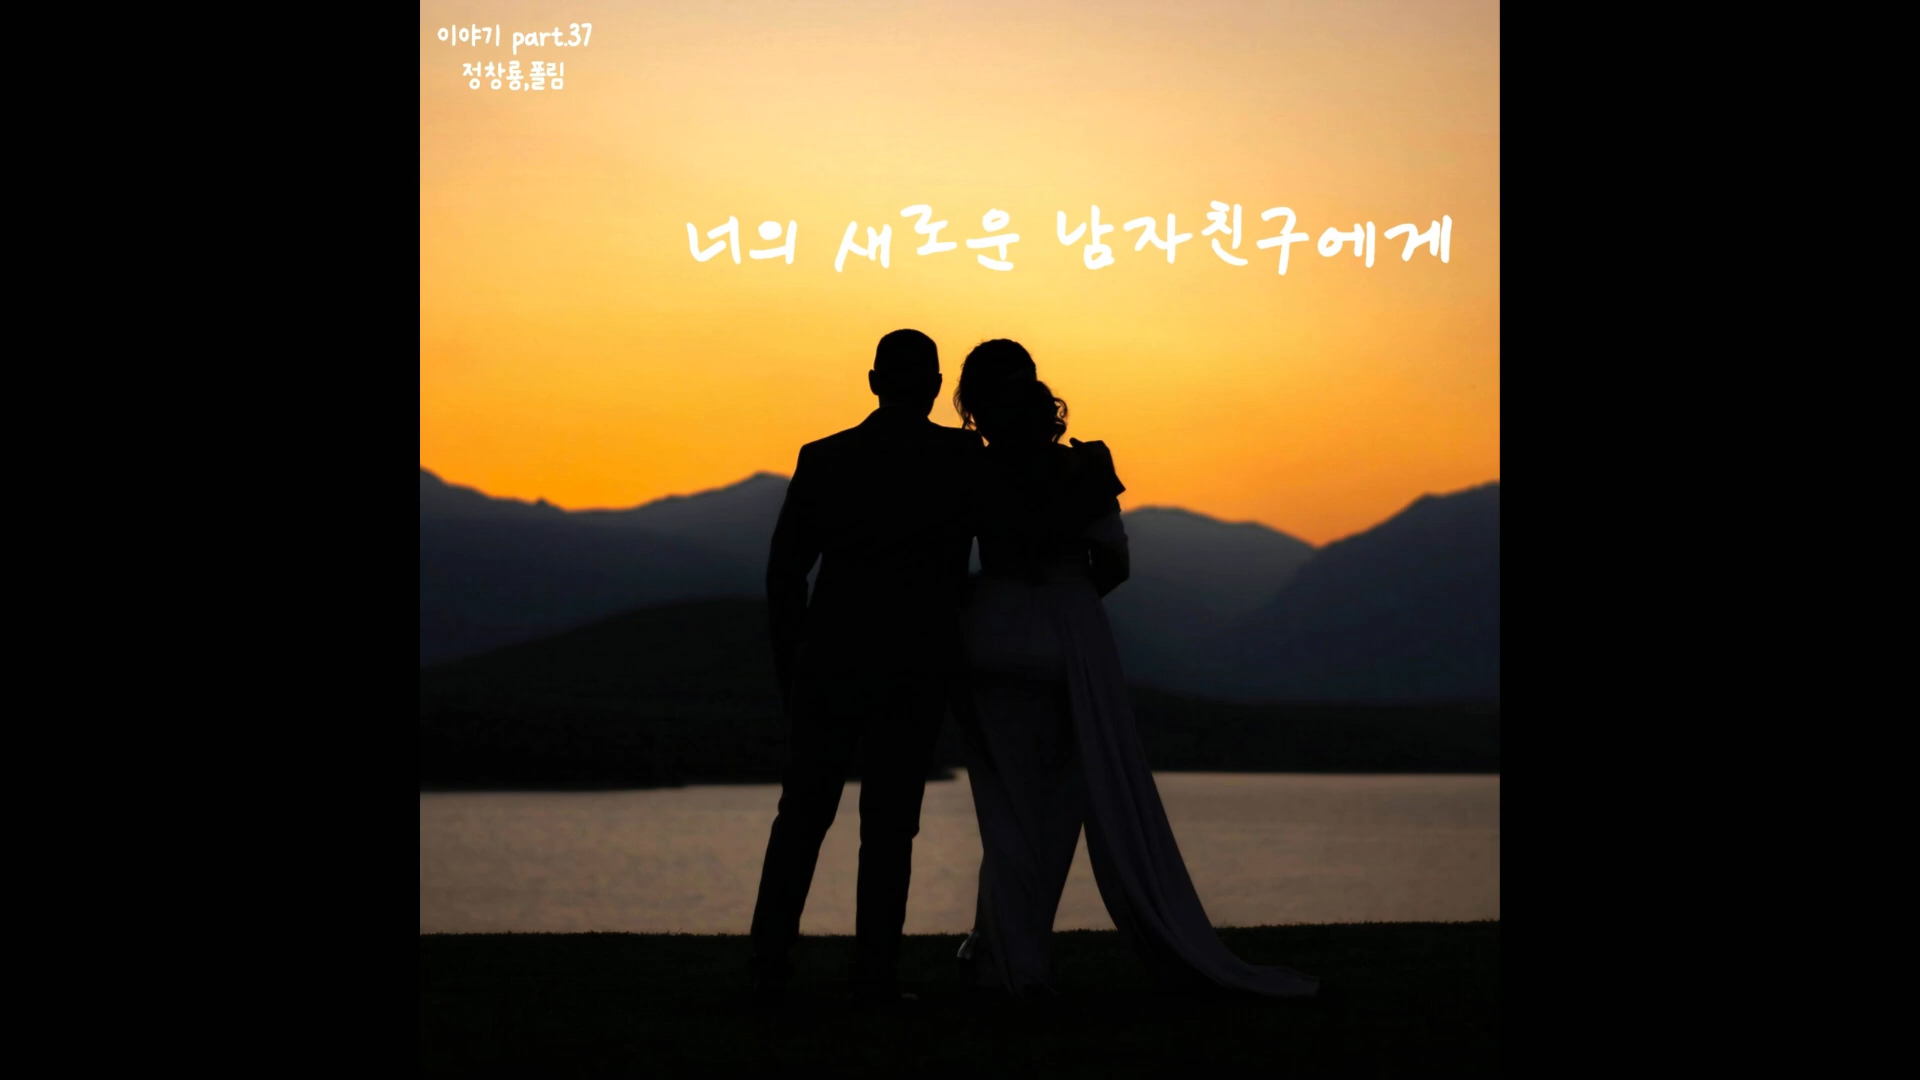 이야기 part.37
정창룡,폴림
너의 새로운 남자친구에게